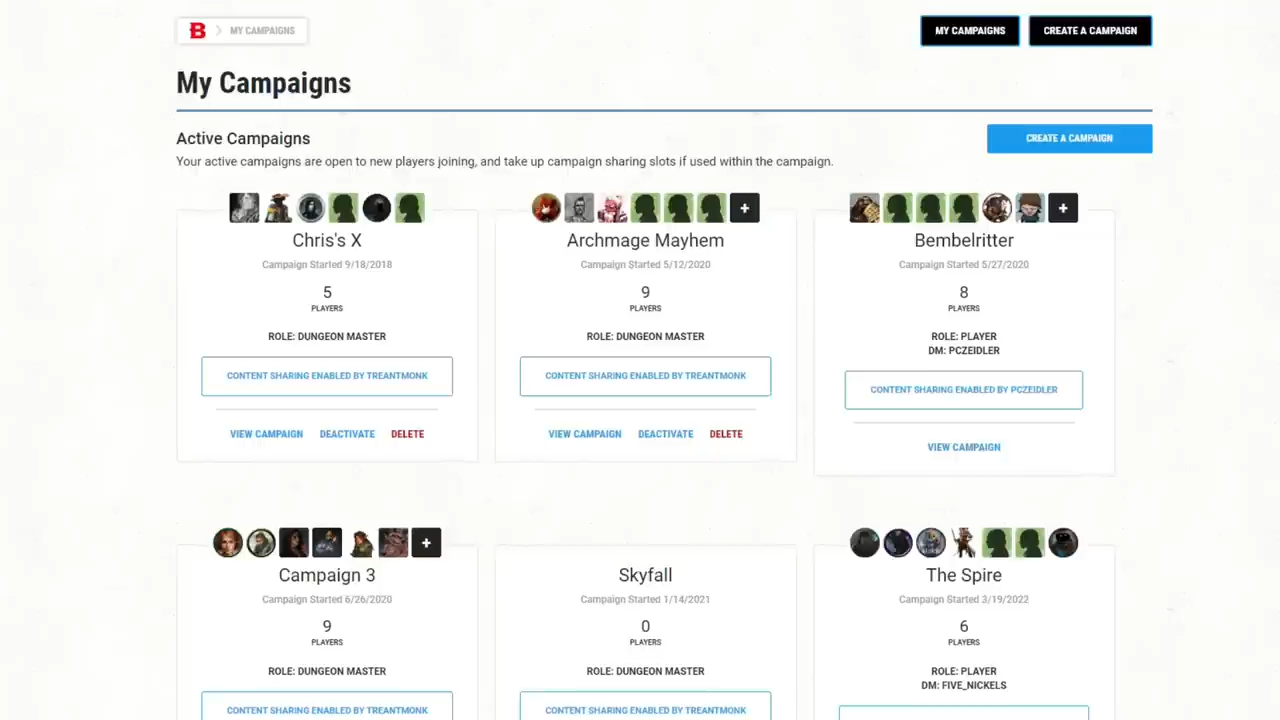 B MY CAMPAIGNS
MY CAMPAIGNS CREATE A CAMPAIGN
My Campaigns
Active Campaigns
CREATE A CAMPAIGN
Your active campaigns are open to new players joining, and take up campaign sharing slots if used within the campaign.
Chris's X
Campaign Started 9/18/2018
5
PLAYERS
ROLE: DUNGEON MASTER
CONTENT SHARING ENABLED BY TREANTMONK
VIEW CAMPAIGN DEACTIVATE DELETE
+
Archmage Mayhem
Campaign Started 5/12/2020
9
PLAYERS
ROLE: DUNGEON MASTER
CONTENT SHARING ENABLED BY TREANTMONK
VIEW CAMPAIGN DEACTIVATE DELETE
+
Bembelritter
Campaign Started 5/27/2020
8
PLAYERS
ROLE: PLAYER
DM: PCZEIDLER
CONTENT SHARING ENABLED BY PCZEIDLER
VIEW CAMPAIGN
+
Campaign 3
Campaign Started 6/26/2020
9
PLAYERS
ROLE: DUNGEON MASTER
CONTENT SHARING ENABLED BY TREANTMONK
Skyfall
Campaign Started 1/14/2021
0
PLAYERS
ROLE: DUNGEON MASTER
CONTENT SHARING ENABLED BY TREANTMONK
The Spire
Campaign Started 3/19/2022
6
PLAYERS
ROLE: PLAYER
DM: FIVE_NICKELS